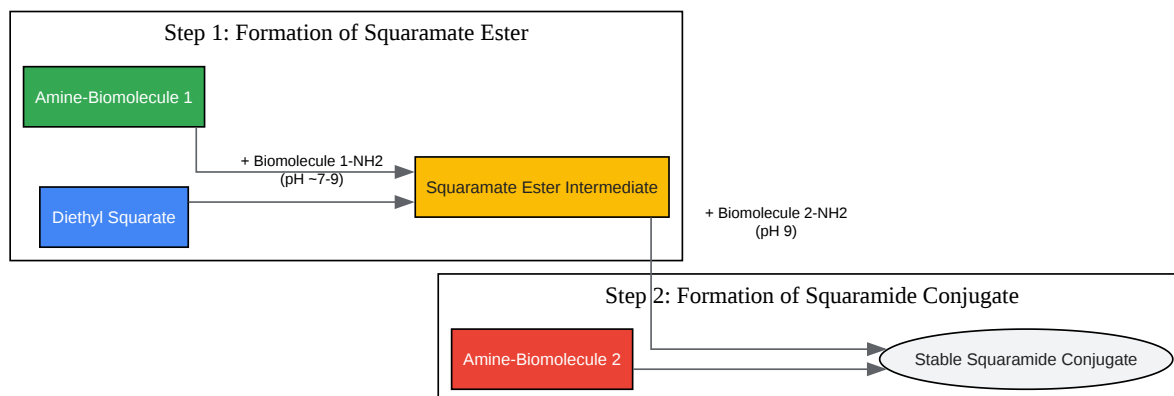 Step 1: Formation of Squaramate Ester
Amine-Biomolecule 1
+ Biomolecule 1-NH2
(pH ~7-9)
Squaramate Ester Intermediate
Diethyl Squarate
+ Biomolecule 2-NH2
(pH 9)
Step 2: Formation of Squaramide Conjugate
Amine-Biomolecule 2
Stable Squaramide Conjugate